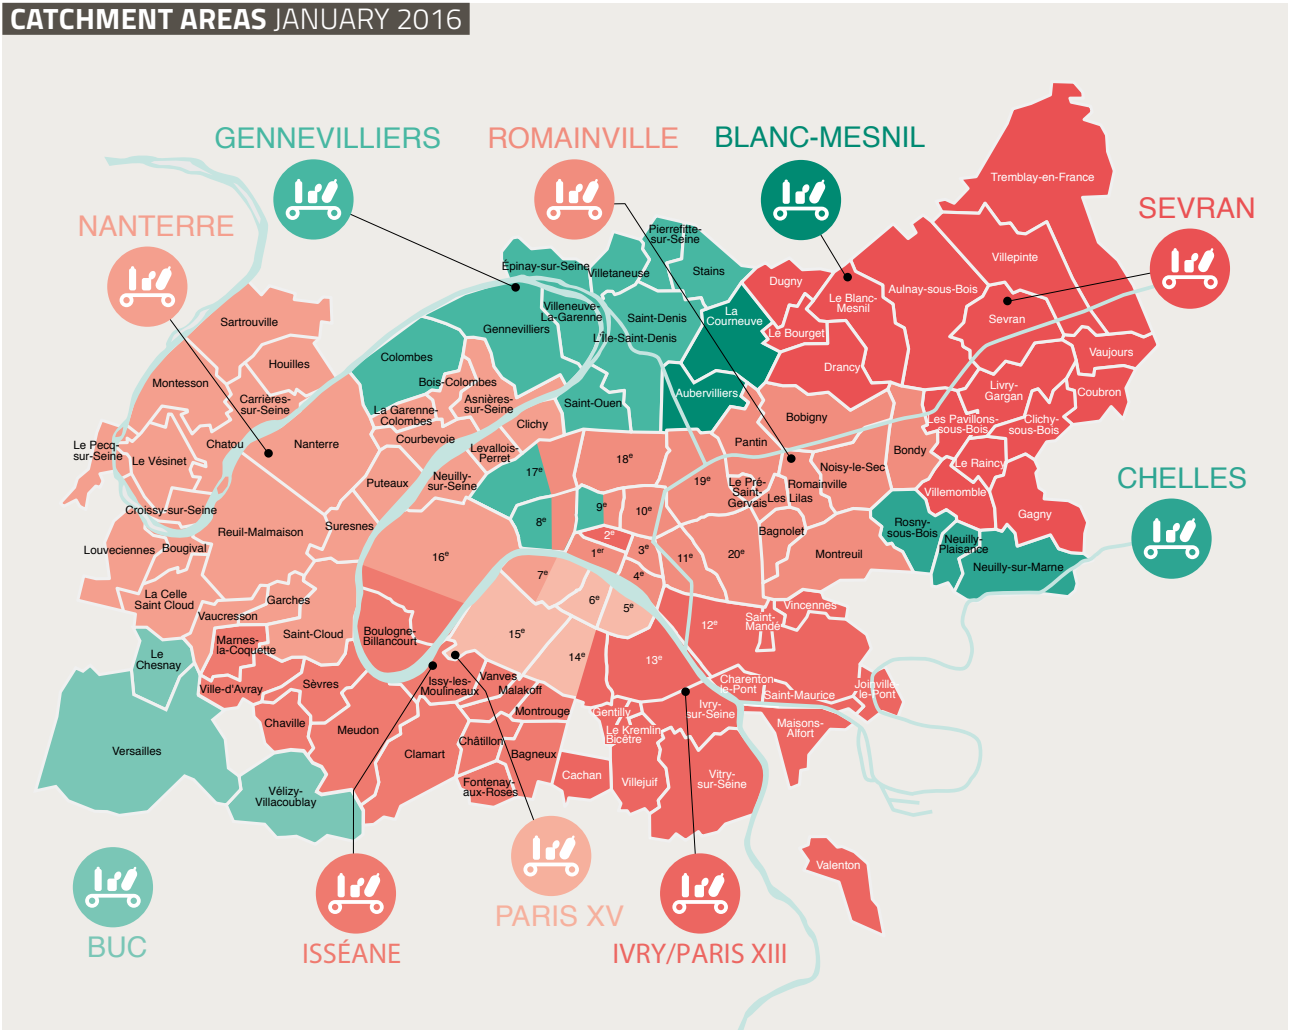 CATCHMENT AREAS JANUARY 2016
GENNEVILLIERS
ROMAINVILLE
BLANC-MESNIL
SEVRAN
NANTERRE
CHELLES
Tremblay-en-France
Pierrefitte-
sur-Seine
Épinay-sur-Seine
Villetaneuse
Stains
Villepinte
Dugny
Aulnay-sous-Bois
Le Blanc-
Mesnil
Villeneuve-
La-Garenne
Saint-Denis
La
Courneuve
Sevran
Sartrouville
Gennevilliers
L'Île-Saint-Denis
Le Bourget
Colombes
Vaujours
Houilles
Drancy
Montesson
Bois-Colombes
Livry-
Gargan
Coubron
Carrières-
sur-Seine
Asnières-
sur-Seine
Aubervilliers
Saint-Ouen
La Garenne-
Colombes
Bobigny
Les Pavillons-
sous-Bois
Clichy-
sous-Bois
Clichy
Le Pecq-
sur-Seine
Chatou
Nanterre
Courbevoie
Levallois-
Perret
Pantin
Bondy
Le Vésinet
18e
17e
Noisy-le-Sec
Le Raincy
Puteaux
Neuilly-
sur-Seine
19e
Le Pré-
Saint-
Gervais
Les Lilas
Romainville
Villemomble
Croissy-sur-Seine
9e
10e
Gagny
Suresnes
8e
Reuil-Malmaison
2e
Bagnolet
Rosny-
sous-Bois
Neuilly-
Plaisance
Louveciennes
Bougival
16e
1er
3e
11e
20e
Montreuil
Neuilly-sur-Marne
7e
4e
La Celle
Saint Cloud
Garches
6e
5e
Vaucresson
Vincennes
Saint-
Mandé
12e
Marnes-
la-Coquette
Saint-Cloud
Boulogne-
Billancourt
15e
Le
Chesnay
14e
13e
Ville-d'Avray
Sèvres
Issy-les-
Moulineaux
Vanves
Malakoff
Charenton
le-Pont
Saint-Maurice
Joinville-
le-Pont
Montrouge
Gentilly
Ivry-
sur-Seine
Chaville
Meudon
Le Kremlin
Bicêtre
Maisons-
Alfort
Versailles
Clamart
Châtillon
Bagneux
Cachan
Villejuif
Vitry-
sur-Seine
Vélizy-
Villacoublay
Fontenay-
aux-Roses
Valenton
BUC
ISSÉANE
PARIS XV
IVRY/PARIS XIII